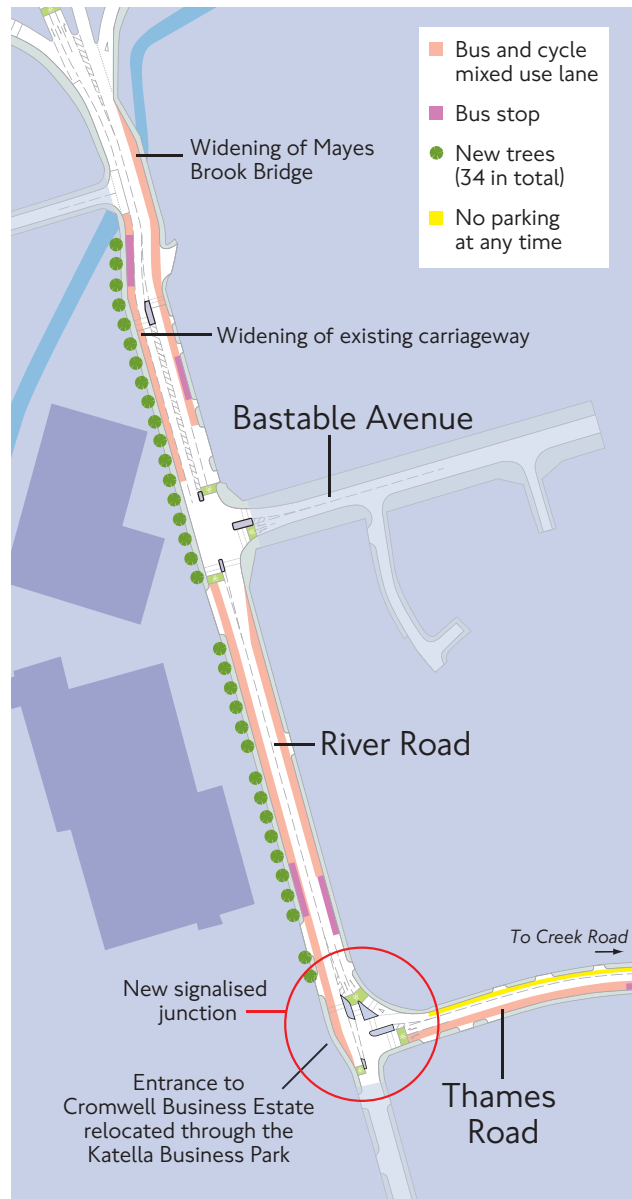 Bus and cycle
mixed use lane
Bus stop
New trees
(34 in total)
No parking
at any time
Widening of Mayes
Brook Bridge
Widening of existing carriageway
Bastable Avenue
River Road
To Creek Road
New signalised
junction
Entrance to
Cromwell Business Estate
relocated through the
Katella Business Park
Thames
Road